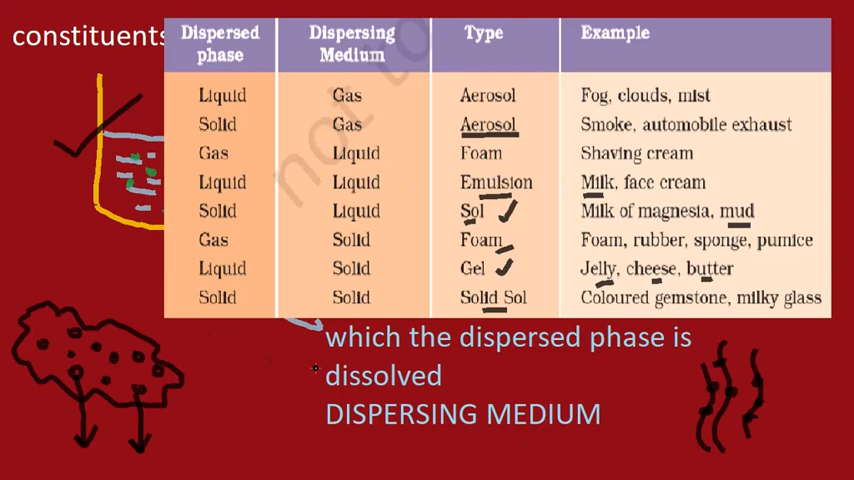 constituents
Dispersed phase Dispersing Medium Type Example
Liquid Gas Aerosol Fog, clouds, mist
Solid Gas Aerosol Smoke, automobile exhaust
Gas Liquid Foam Shaving cream
Liquid Liquid Emulsion Milk, face cream
Solid Liquid Sol Milk of magnesia, mud
Gas Solid Foam Foam, rubber, sponge, pumice
Liquid Solid Gel Jelly, cheese, butter
Solid Solid Solid Sol Coloured gemstone, milky glass
not to
which the dispersed phase is
dissolved
DISPERSING MEDIUM